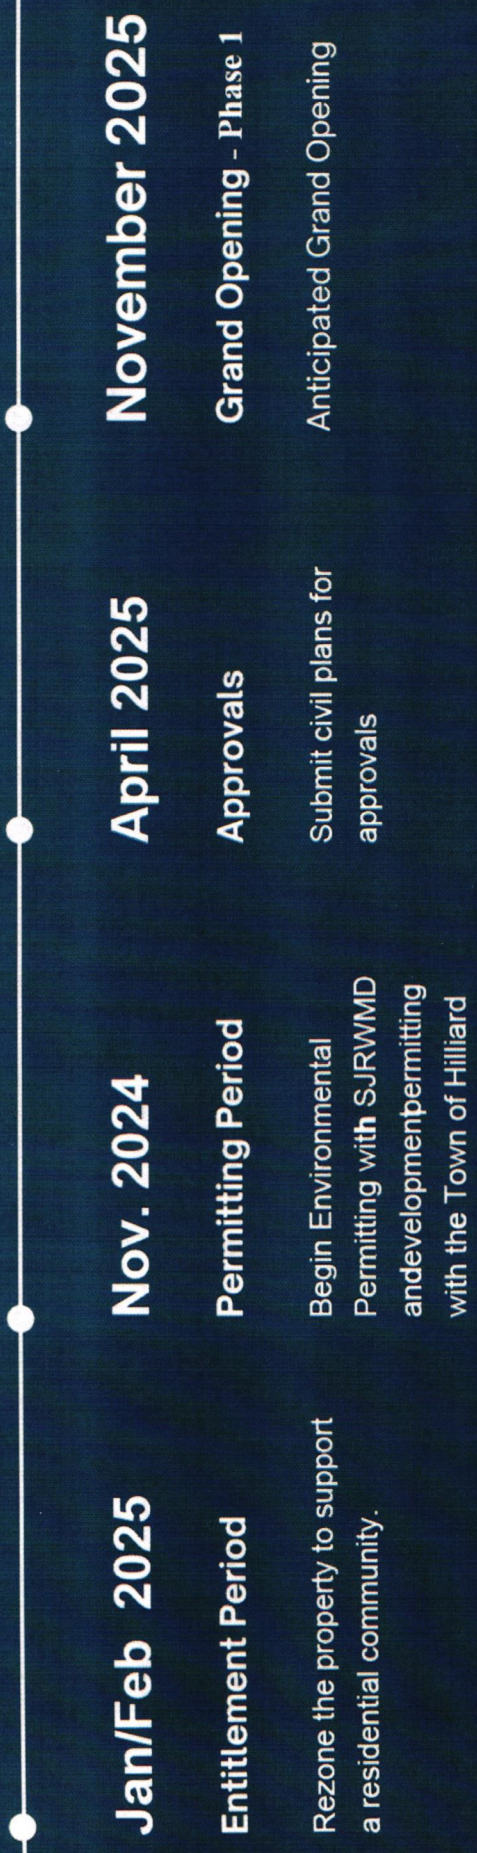 Jan/Feb 2025
Entitlement Period
Rezone the property to support
a residential community.
Nov. 2024
Permitting Period
Begin Environmental
Permitting with SJRWMD
andevelopmenpermitting
with the Town of Hilliard
April 2025
Approvals
Submit civil plans for
approvals
November 2025
Grand Opening - Phase 1
Anticipated Grand Opening